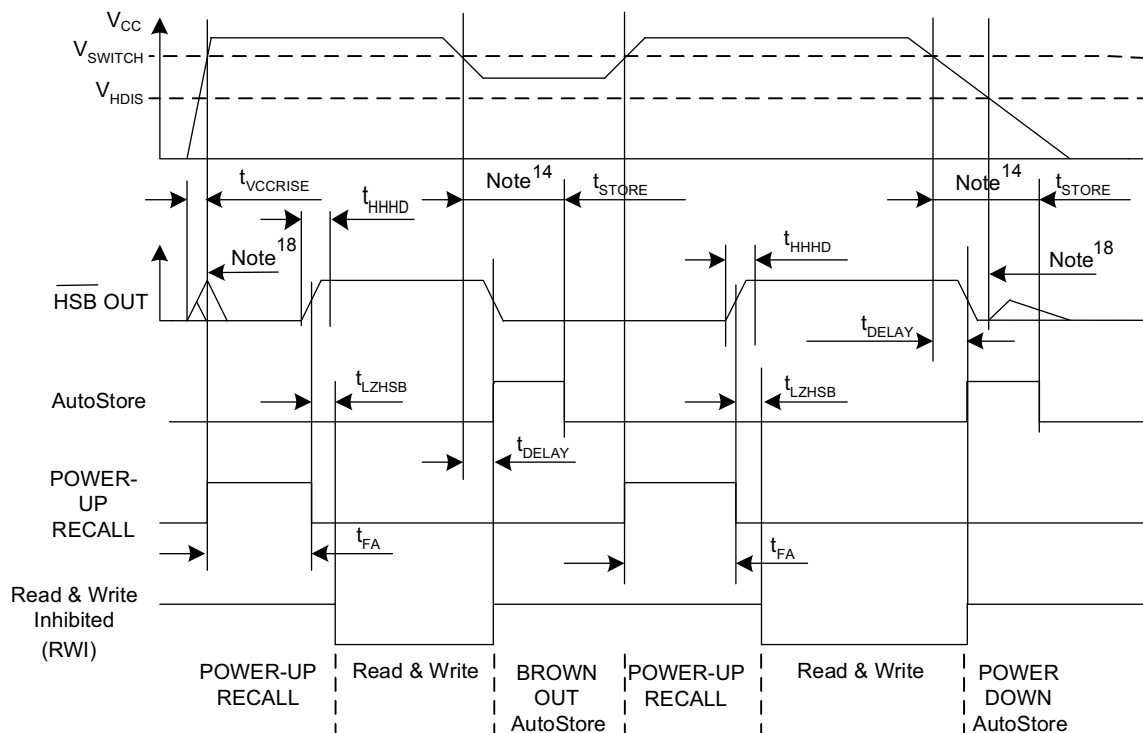 VCC
VSWITCH
VHDIS
tVCCRISE
tHHHD
Note14
tSTORE
Note14
tSTORE
Note18
tHHHD
Note18
HSB OUT
tDELAY
tLZHSB
tLZHSB
AutoStore
tDELAY
POWER-
UP
RECALL
tFA
tFA
Read & Write
Inhibited
(RWI)
POWER-UP
RECALL
Read & Write
BROWN
OUT
AutoStore
POWER-UP
RECALL
Read & Write
POWER
DOWN
AutoStore